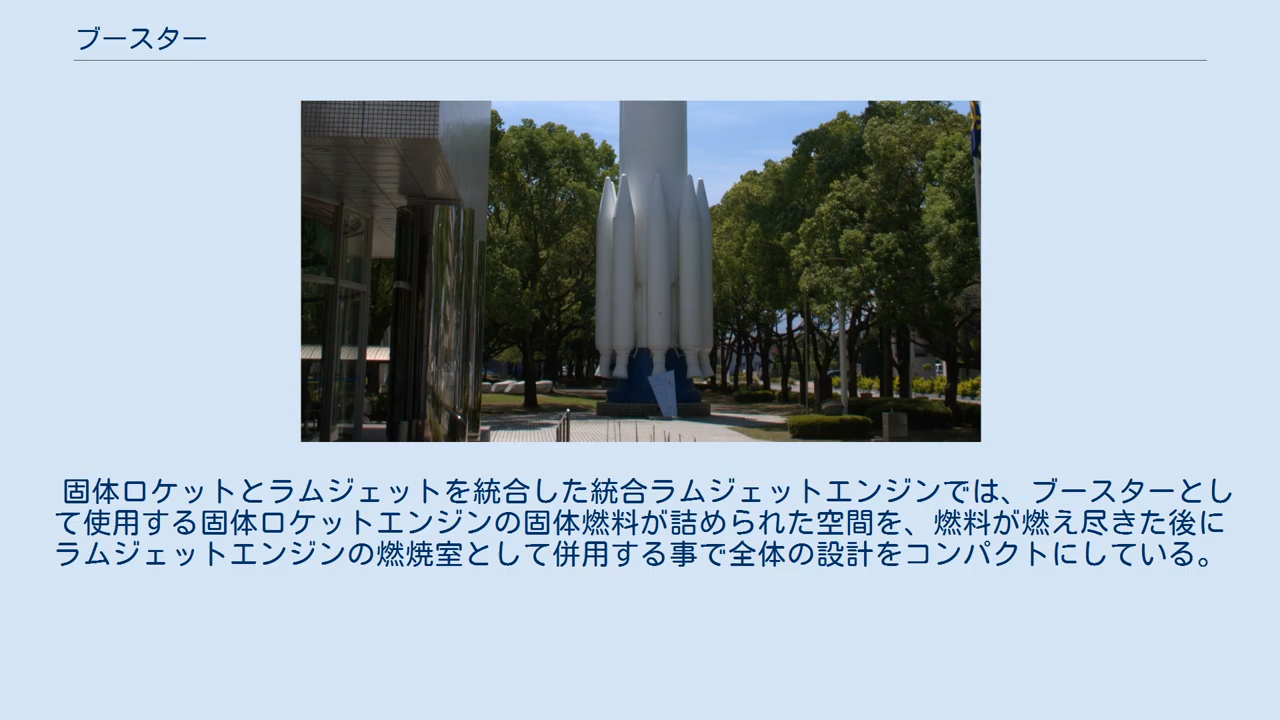 ブースター
固体ロケットとラムジェットを統合した統合ラムジェットエンジンでは、ブースターとし
て使用する固体ロケットエンジンの固体燃料が詰められた空間を、燃料が燃え尽きた後に
ラムジェットエンジンの燃焼室として併用する事で全体の設計をコンパクトにしている。